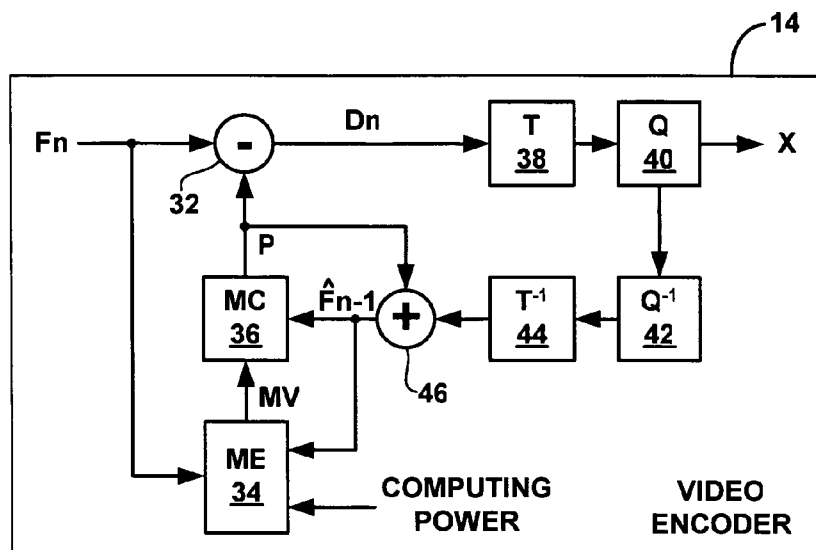 14
Fn
-
32
Dn
T
38
Q
40
X
P
MC
36
F̂n-1
+
46
T⁻¹
44
Q⁻¹
42
MV
ME
34
COMPUTING
POWER
VIDEO
ENCODER